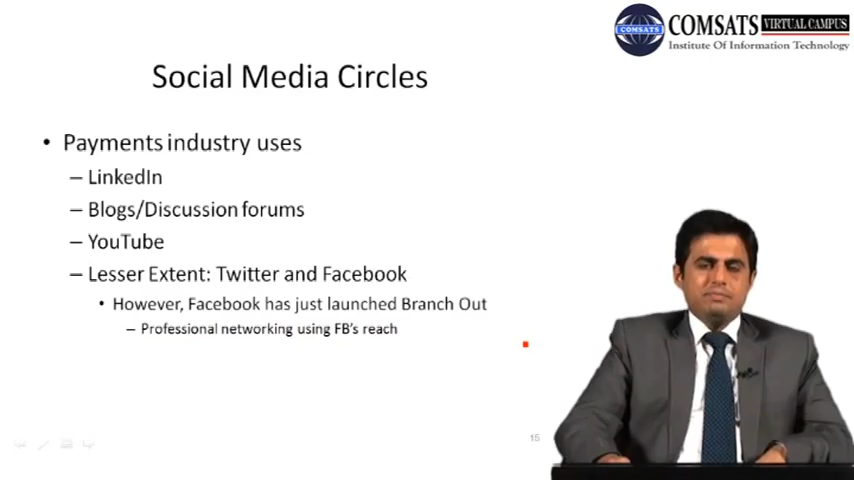 COMSATS VIRTUAL CAMPUS
COMSATS Institute Of Information Technology
Social Media Circles
• Payments industry uses
– LinkedIn
– Blogs/Discussion forums
– YouTube
– Lesser Extent: Twitter and Facebook
• However, Facebook has just launched Branch Out
– Professional networking using FB's reach
15